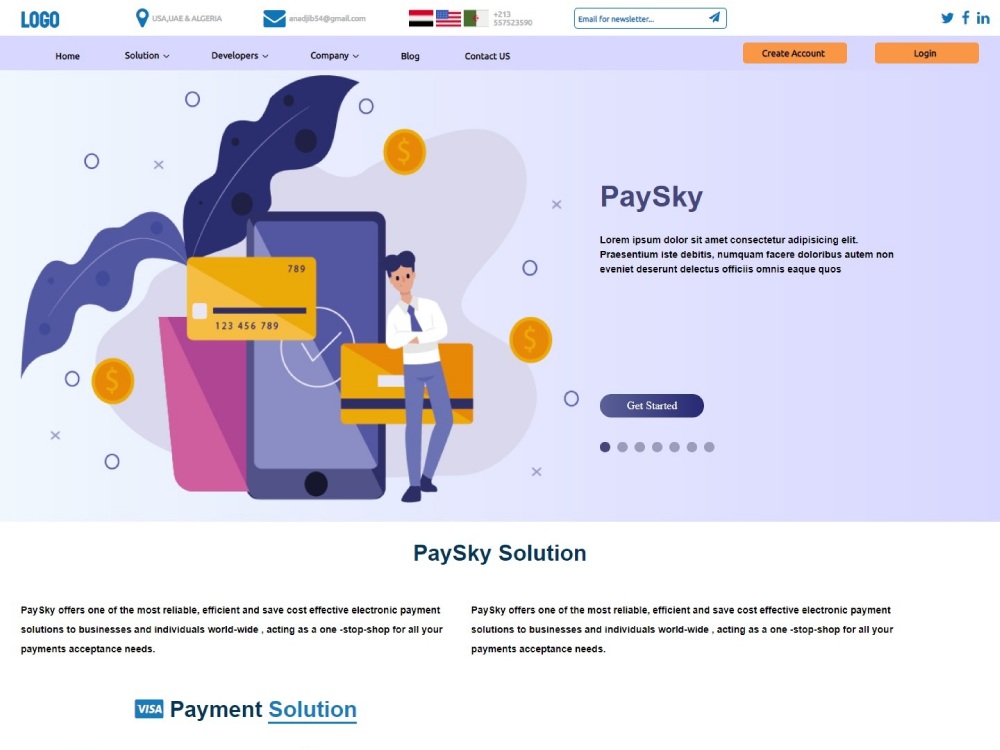 LOGO
USA,UAE & ALGERIA
anadjib54@gmail.com
+213
557523590
Email for newsletter...
Home
Solution
Developers
Company
Blog
Contact US
Create Account
Login
789
123 456 789
$
$
$
PaySky
Lorem ipsum dolor sit amet consectetur adipisicing elit.
Praesentium iste debitis, numquam facere doloribus autem non
eveniet deserunt delectus officiis omnis eaque quos
Get Started
PaySky Solution
PaySky offers one of the most reliable, efficient and save cost effective electronic payment
solutions to businesses and individuals world-wide , acting as a one -stop-shop for all your
payments acceptance needs.
PaySky offers one of the most reliable, efficient and save cost effective electronic payment
solutions to businesses and individuals world-wide , acting as a one -stop-shop for all your
payments acceptance needs.
VISA Payment Solution